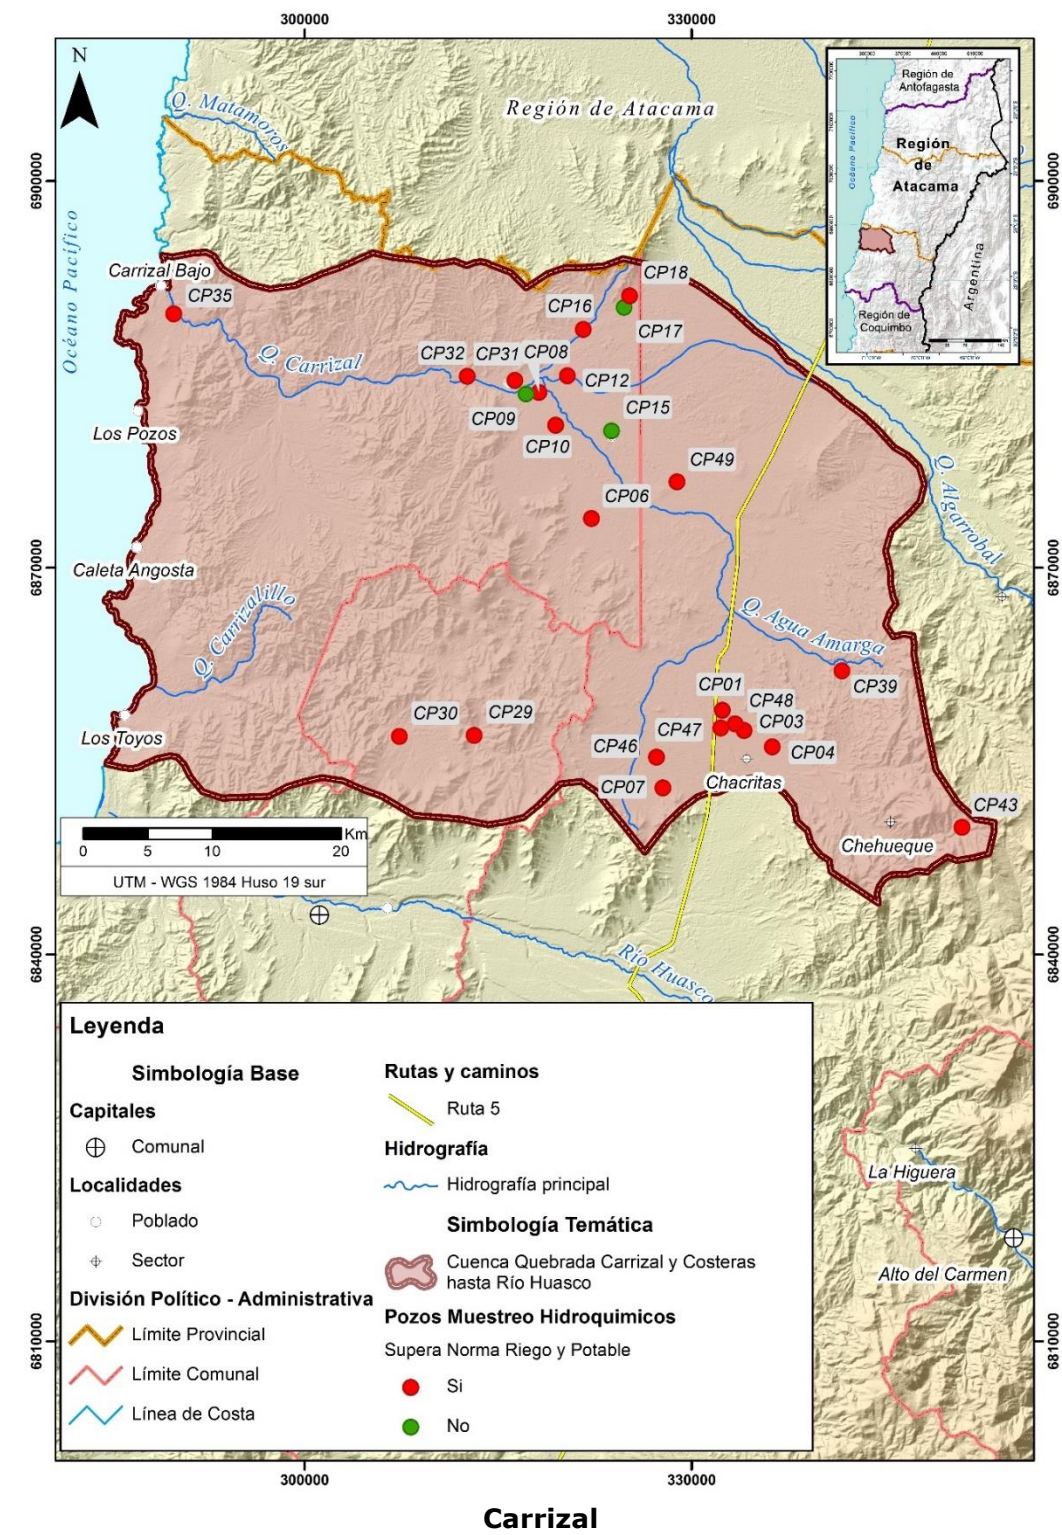 300000
330000
N
Q. Matamoros
Región de Atacama
6900000
6900000
Océano Pacífico
Región de
Antofagasta
Región
de
Atacama
Océano Pacífico
Argentina
Región de
Coquimbo
Carrizal Bajo
CP35
CP18
CP16
CP17
Q. Carrizal
CP32
CP31
CP08
CP12
CP09
CP15
CP10
Los Pozos
CP49
CP06
Q. Algarrobal
6870000
6870000
Caleta Angosta
Q. Carrizalillo
Q. Agua Amarga
CP39
CP01
CP48
CP30
CP29
CP47
CP03
Los Toyos
CP46
CP04
CP07
Chacritas
CP43
Chehueque
Km
0 5 10 20
UTM - WGS 1984 Huso 19 sur
6840000
6840000
Río Huasco
Leyenda
Simbología Base
Capitales
Comunal
Localidades
Poblado
Sector
División Político - Administrativa
Límite Provincial
Límite Comunal
Línea de Costa
Rutas y caminos
Ruta 5
Hidrografía
Hidrografía principal
Simbología Temática
Cuenca Quebrada Carrizal y Costeras
hasta Río Huasco
Pozos Muestreo Hidroquimicos
Supera Norma Riego y Potable
Si
No
La Higuera
Alto del Carmen
6810000
6810000
300000
330000
Carrizal